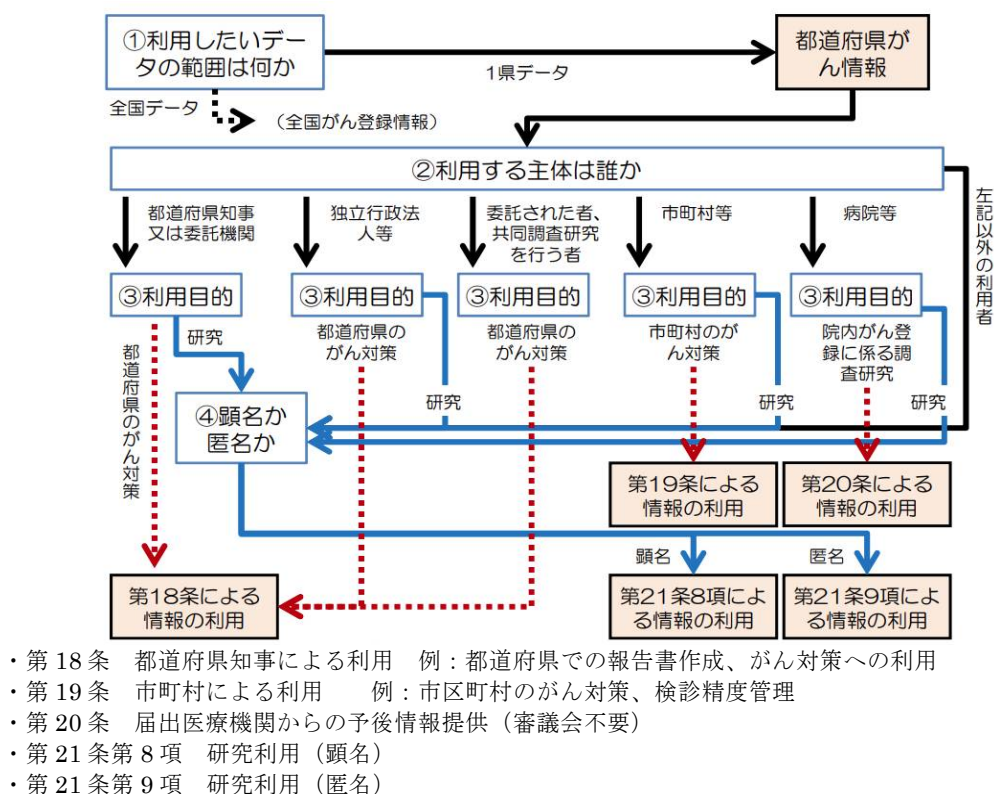 ①利用したいデー
タの範囲は何か
都道府県が
ん情報
1県データ
全国データ
（全国がん登録情報）
②利用する主体は誰か
都道府県知事
又は委託機関
独立行政法
人等
委託された者、
共同調査研究
を行う者
市町村等
病院等
左記以外の利用者
③利用目的
③利用目的
③利用目的
③利用目的
③利用目的
研究
都道府県のがん対策
都道府県の
がん対策
都道府県の
がん対策
市町村のが
ん対策
院内がん登
録に係る調
査研究
研究
研究
研究
④顕名か
匿名か
第19条による
情報の利用
第20条による
情報の利用
顕名
匿名
第18条による
情報の利用
第21条8項によ
る情報の利用
第21条9項によ
る情報の利用
・第 18 条　都道府県知事による利用　例：都道府県での報告書作成、がん対策への利用
・第 19 条　市町村による利用　　例：市区町村のがん対策、検診精度管理
・第 20 条　届出医療機関からの予後情報提供（審議会不要）
・第 21 条第 8 項　研究利用（顕名）
・第 21 条第 9 項　研究利用（匿名）